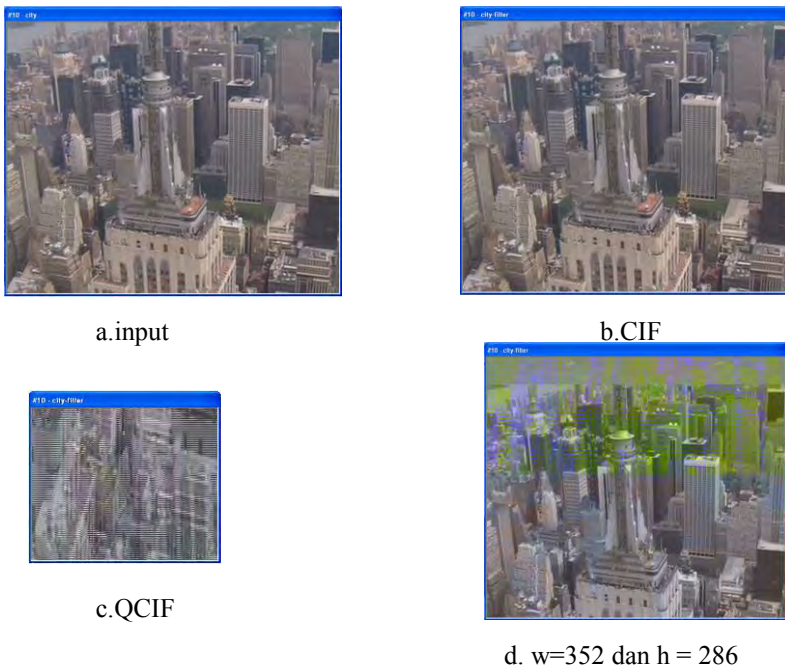 #10 - city
#10 - city-filter
a.input
b.CIF
#10 - city-filter
#10 - city-filter
c.QCIF
d. w=352 dan h = 286